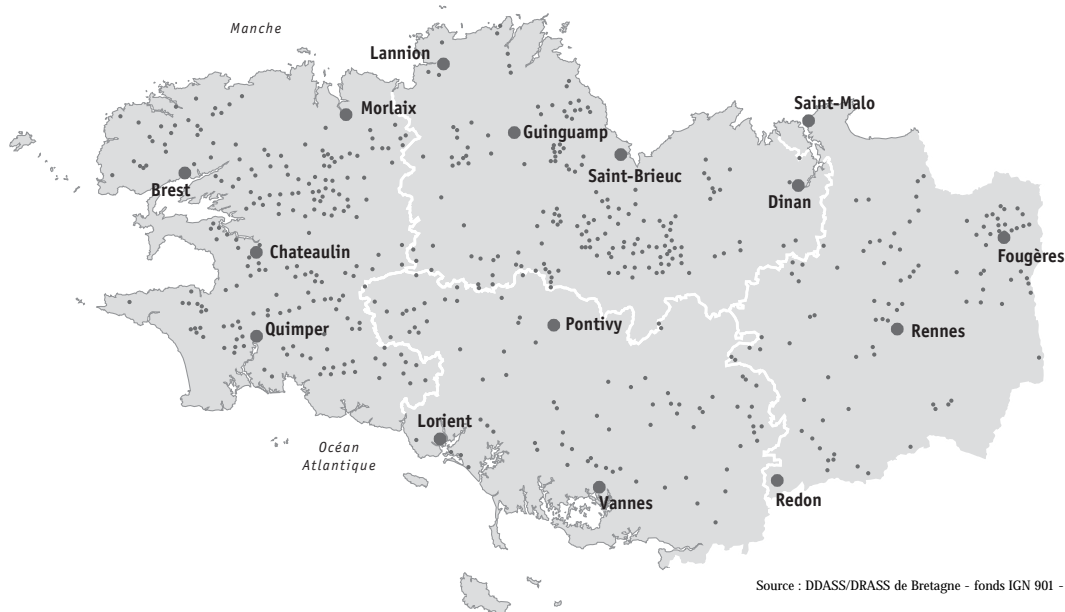 Manche
Lannion
Morlaix
Saint-Malo
Guinguamp
Saint-Brieuc
Brest
Dinan
Chateaulin
Fougères
Quimper
Pontivy
Rennes
Lorient
Océan
Atlantique
Vannes
Redon
Source : DDASS/DRASS de Bretagne - fonds IGN 901 -